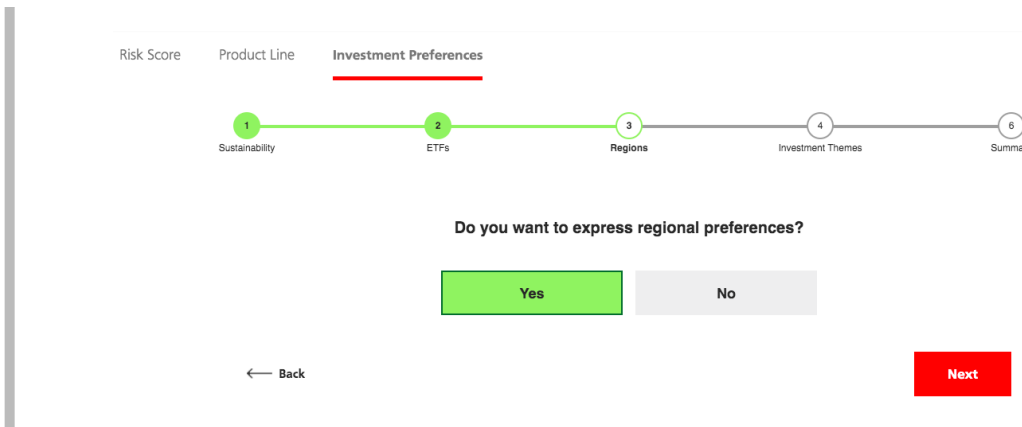 Risk Score Product Line Investment Preferences
1 2 3 4 6
Sustainability ETFs Regions Investment Themes Summa
Do you want to express regional preferences?
Yes No
Back Next